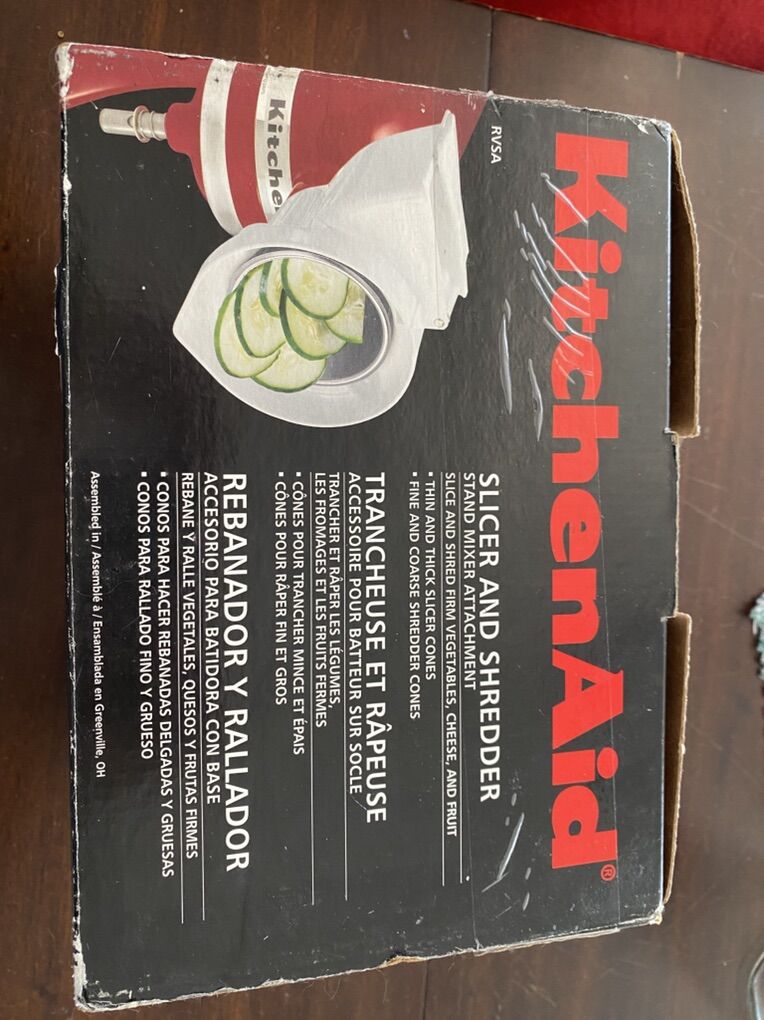 KitchenAid®
RVSA
Kitche
SLICER AND SHREDDER
STAND MIXER ATTACHMENT
SLICE AND SHRED FIRM VEGETABLES, CHEESE, AND FRUIT
• THIN AND THICK SLICER CONES
• FINE AND COARSE SHREDDER CONES
TRANCHEUSE ET RÂPEUSE
ACCESSOIRE POUR BATTEUR SUR SOCLE
TRANCHER ET RÂPER LES LÉGUMES,
LES FROMAGES ET LES FRUITS FERMES
• CÔNES POUR TRANCHER MINCE ET ÉPAIS
• CÔNES POUR RÂPER FIN ET GROS
REBANADOR Y RALLADOR
ACCESORIO PARA BATIDORA CON BASE
REBANE Y RALLE VEGETALES, QUESOS Y FRUTAS FIRMES
• CONOS PARA HACER REBANADAS DELGADAS Y GRUESAS
• CONOS PARA RALLADO FINO Y GRUESO
Assembled in / Assemblé à / Ensamblada en Greenville, OH